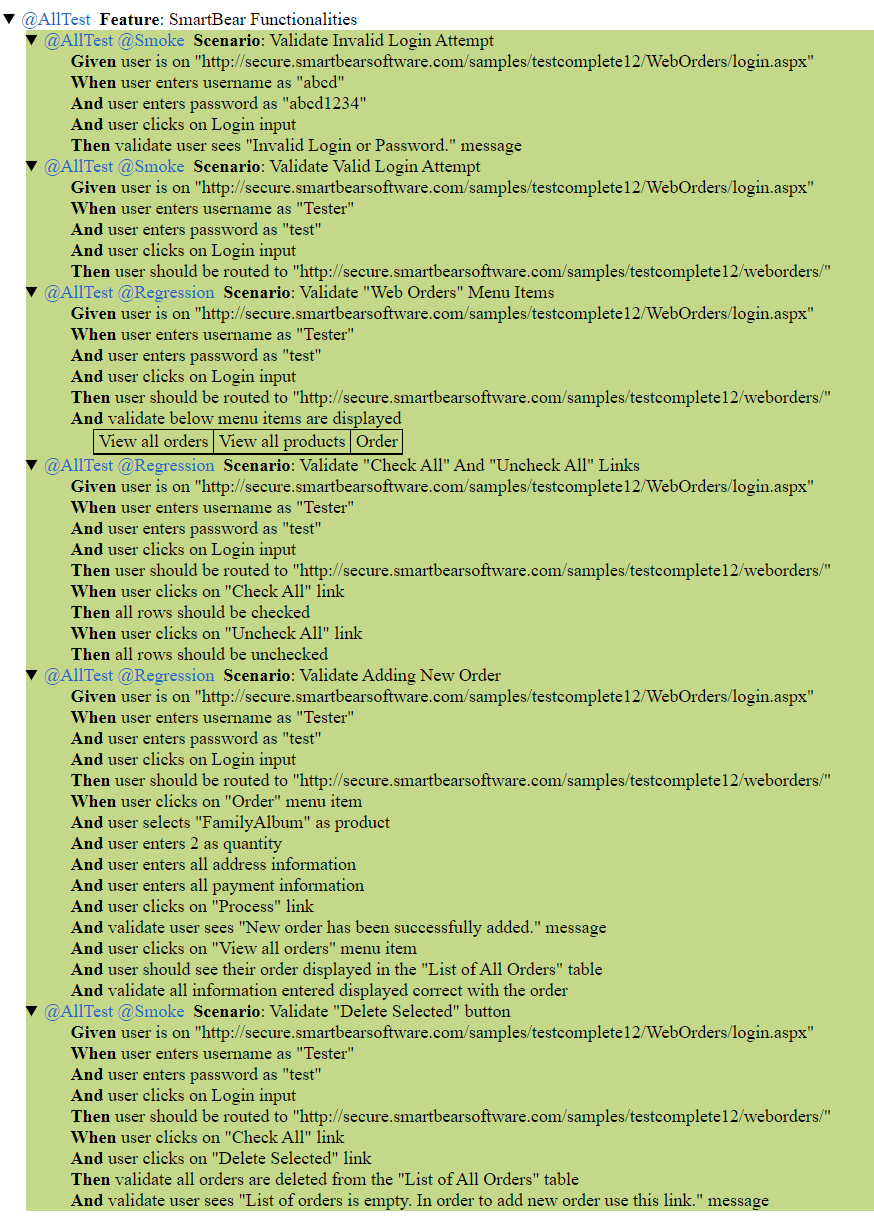 @AllTest Feature: SmartBear Functionalities
@AllTest @Smoke Scenario: Validate Invalid Login Attempt
Given user is on "http://secure.smartbearsoftware.com/samples/testcomplete12/WebOrders/login.aspx"
When user enters username as "abcd"
And user enters password as "abcd1234"
And user clicks on Login input
Then validate user sees "Invalid Login or Password." message
@AllTest @Smoke Scenario: Validate Valid Login Attempt
Given user is on "http://secure.smartbearsoftware.com/samples/testcomplete12/WebOrders/login.aspx"
When user enters username as "Tester"
And user enters password as "test"
And user clicks on Login input
Then user should be routed to "http://secure.smartbearsoftware.com/samples/testcomplete12/weborders/"
@AllTest @Regression Scenario: Validate "Web Orders" Menu Items
Given user is on "http://secure.smartbearsoftware.com/samples/testcomplete12/WebOrders/login.aspx"
When user enters username as "Tester"
And user enters password as "test"
And user clicks on Login input
Then user should be routed to "http://secure.smartbearsoftware.com/samples/testcomplete12/weborders/"
And validate below menu items are displayed
View all orders View all products Order
@AllTest @Regression Scenario: Validate "Check All" And "Uncheck All" Links
Given user is on "http://secure.smartbearsoftware.com/samples/testcomplete12/WebOrders/login.aspx"
When user enters username as "Tester"
And user enters password as "test"
And user clicks on Login input
Then user should be routed to "http://secure.smartbearsoftware.com/samples/testcomplete12/weborders/"
When user clicks on "Check All" link
Then all rows should be checked
When user clicks on "Uncheck All" link
Then all rows should be unchecked
@AllTest @Regression Scenario: Validate Adding New Order
Given user is on "http://secure.smartbearsoftware.com/samples/testcomplete12/WebOrders/login.aspx"
When user enters username as "Tester"
And user enters password as "test"
And user clicks on Login input
Then user should be routed to "http://secure.smartbearsoftware.com/samples/testcomplete12/weborders/"
When user clicks on "Order" menu item
And user selects "FamilyAlbum" as product
And user enters 2 as quantity
And user enters all address information
And user enters all payment information
And user clicks on "Process" link
And validate user sees "New order has been successfully added." message
And user clicks on "View all orders" menu item
And user should see their order displayed in the "List of All Orders" table
And validate all information entered displayed correct with the order
@AllTest @Smoke Scenario: Validate "Delete Selected" button
Given user is on "http://secure.smartbearsoftware.com/samples/testcomplete12/WebOrders/login.aspx"
When user enters username as "Tester"
And user enters password as "test"
And user clicks on Login input
Then user should be routed to "http://secure.smartbearsoftware.com/samples/testcomplete12/weborders/"
When user clicks on "Check All" link
And user clicks on "Delete Selected" link
Then validate all orders are deleted from the "List of All Orders" table
And validate user sees "List of orders is empty. In order to add new order use this link." message